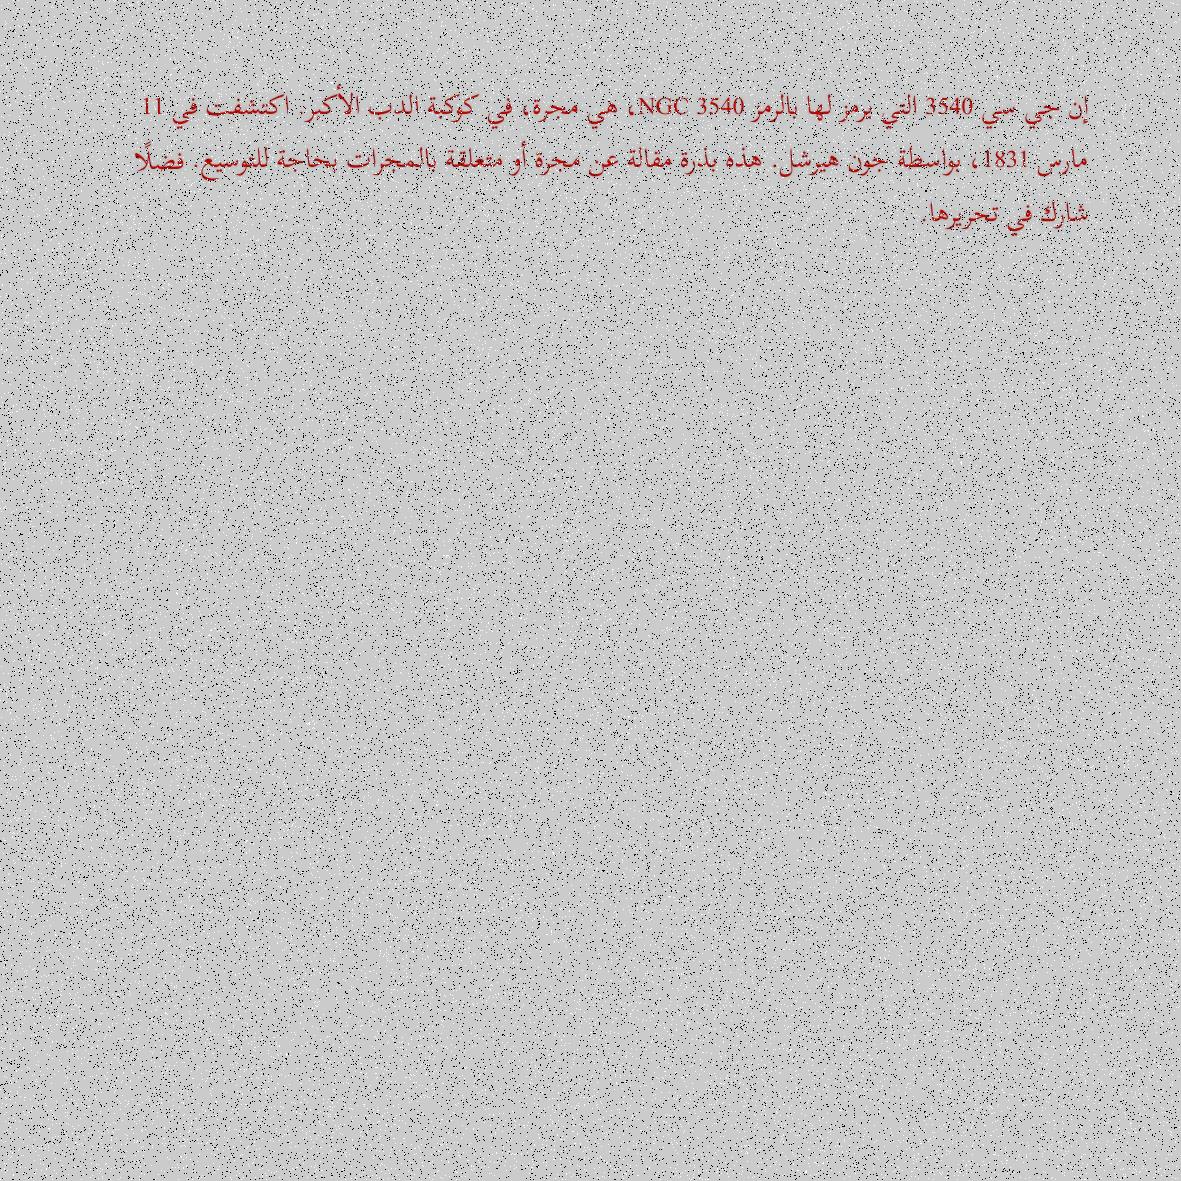 إن جي سي 3540 التي يرمز لها بالرمز NGC 3540، هي مجرة، في كوكبة الدب الأكبر. اكتشفت في 11
مارس 1831، بواسطة جون هيرشل. هذه بذرة مقالة عن مجرة أو متعلقة بالمجرات بحاجة للتوسيع. فضلًا
شارك في تحريرها.